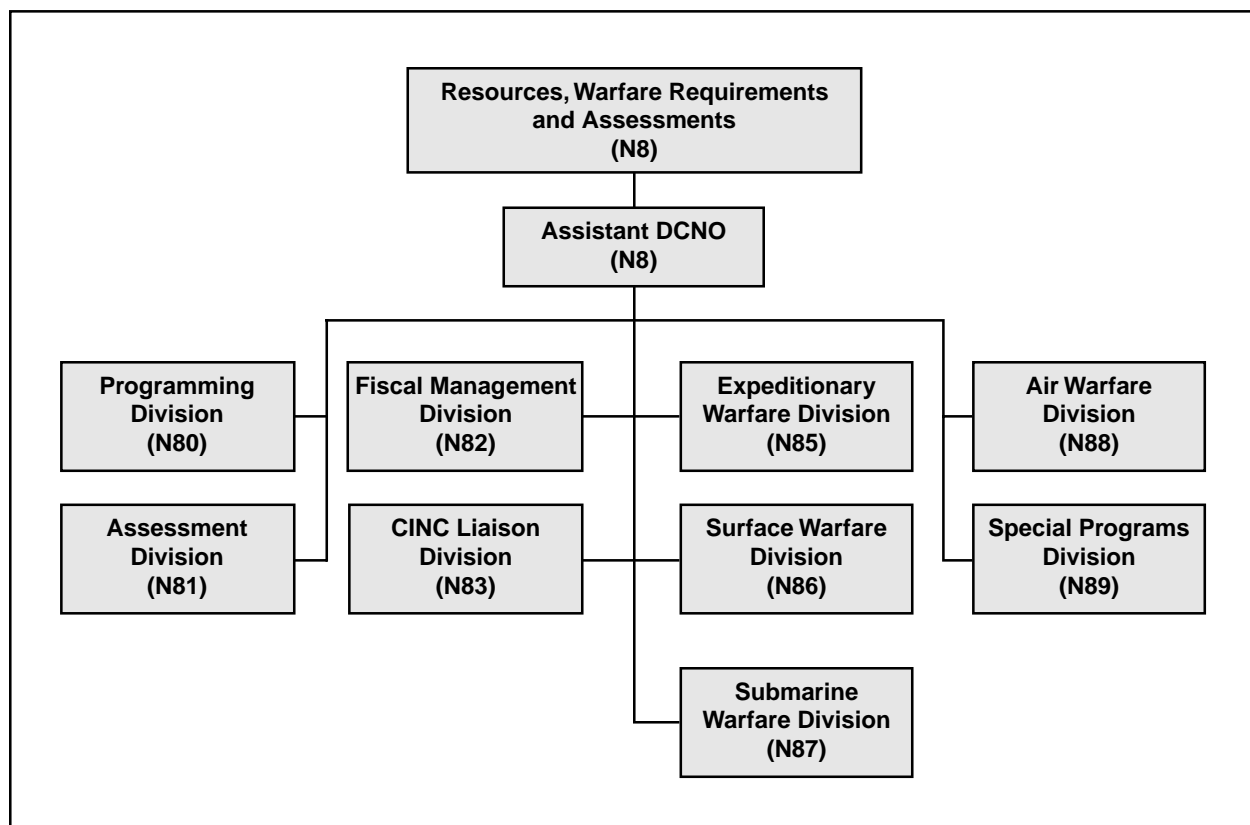 Resources, Warfare Requirements
and Assessments
(N8)
Assistant DCNO
(N8)
Programming
Division
(N80)
Fiscal Management
Division
(N82)
Expeditionary
Warfare Division
(N85)
Air Warfare
Division
(N88)
Assessment
Division
(N81)
CINC Liaison
Division
(N83)
Surface Warfare
Division
(N86)
Special Programs
Division
(N89)
Submarine
Warfare Division
(N87)